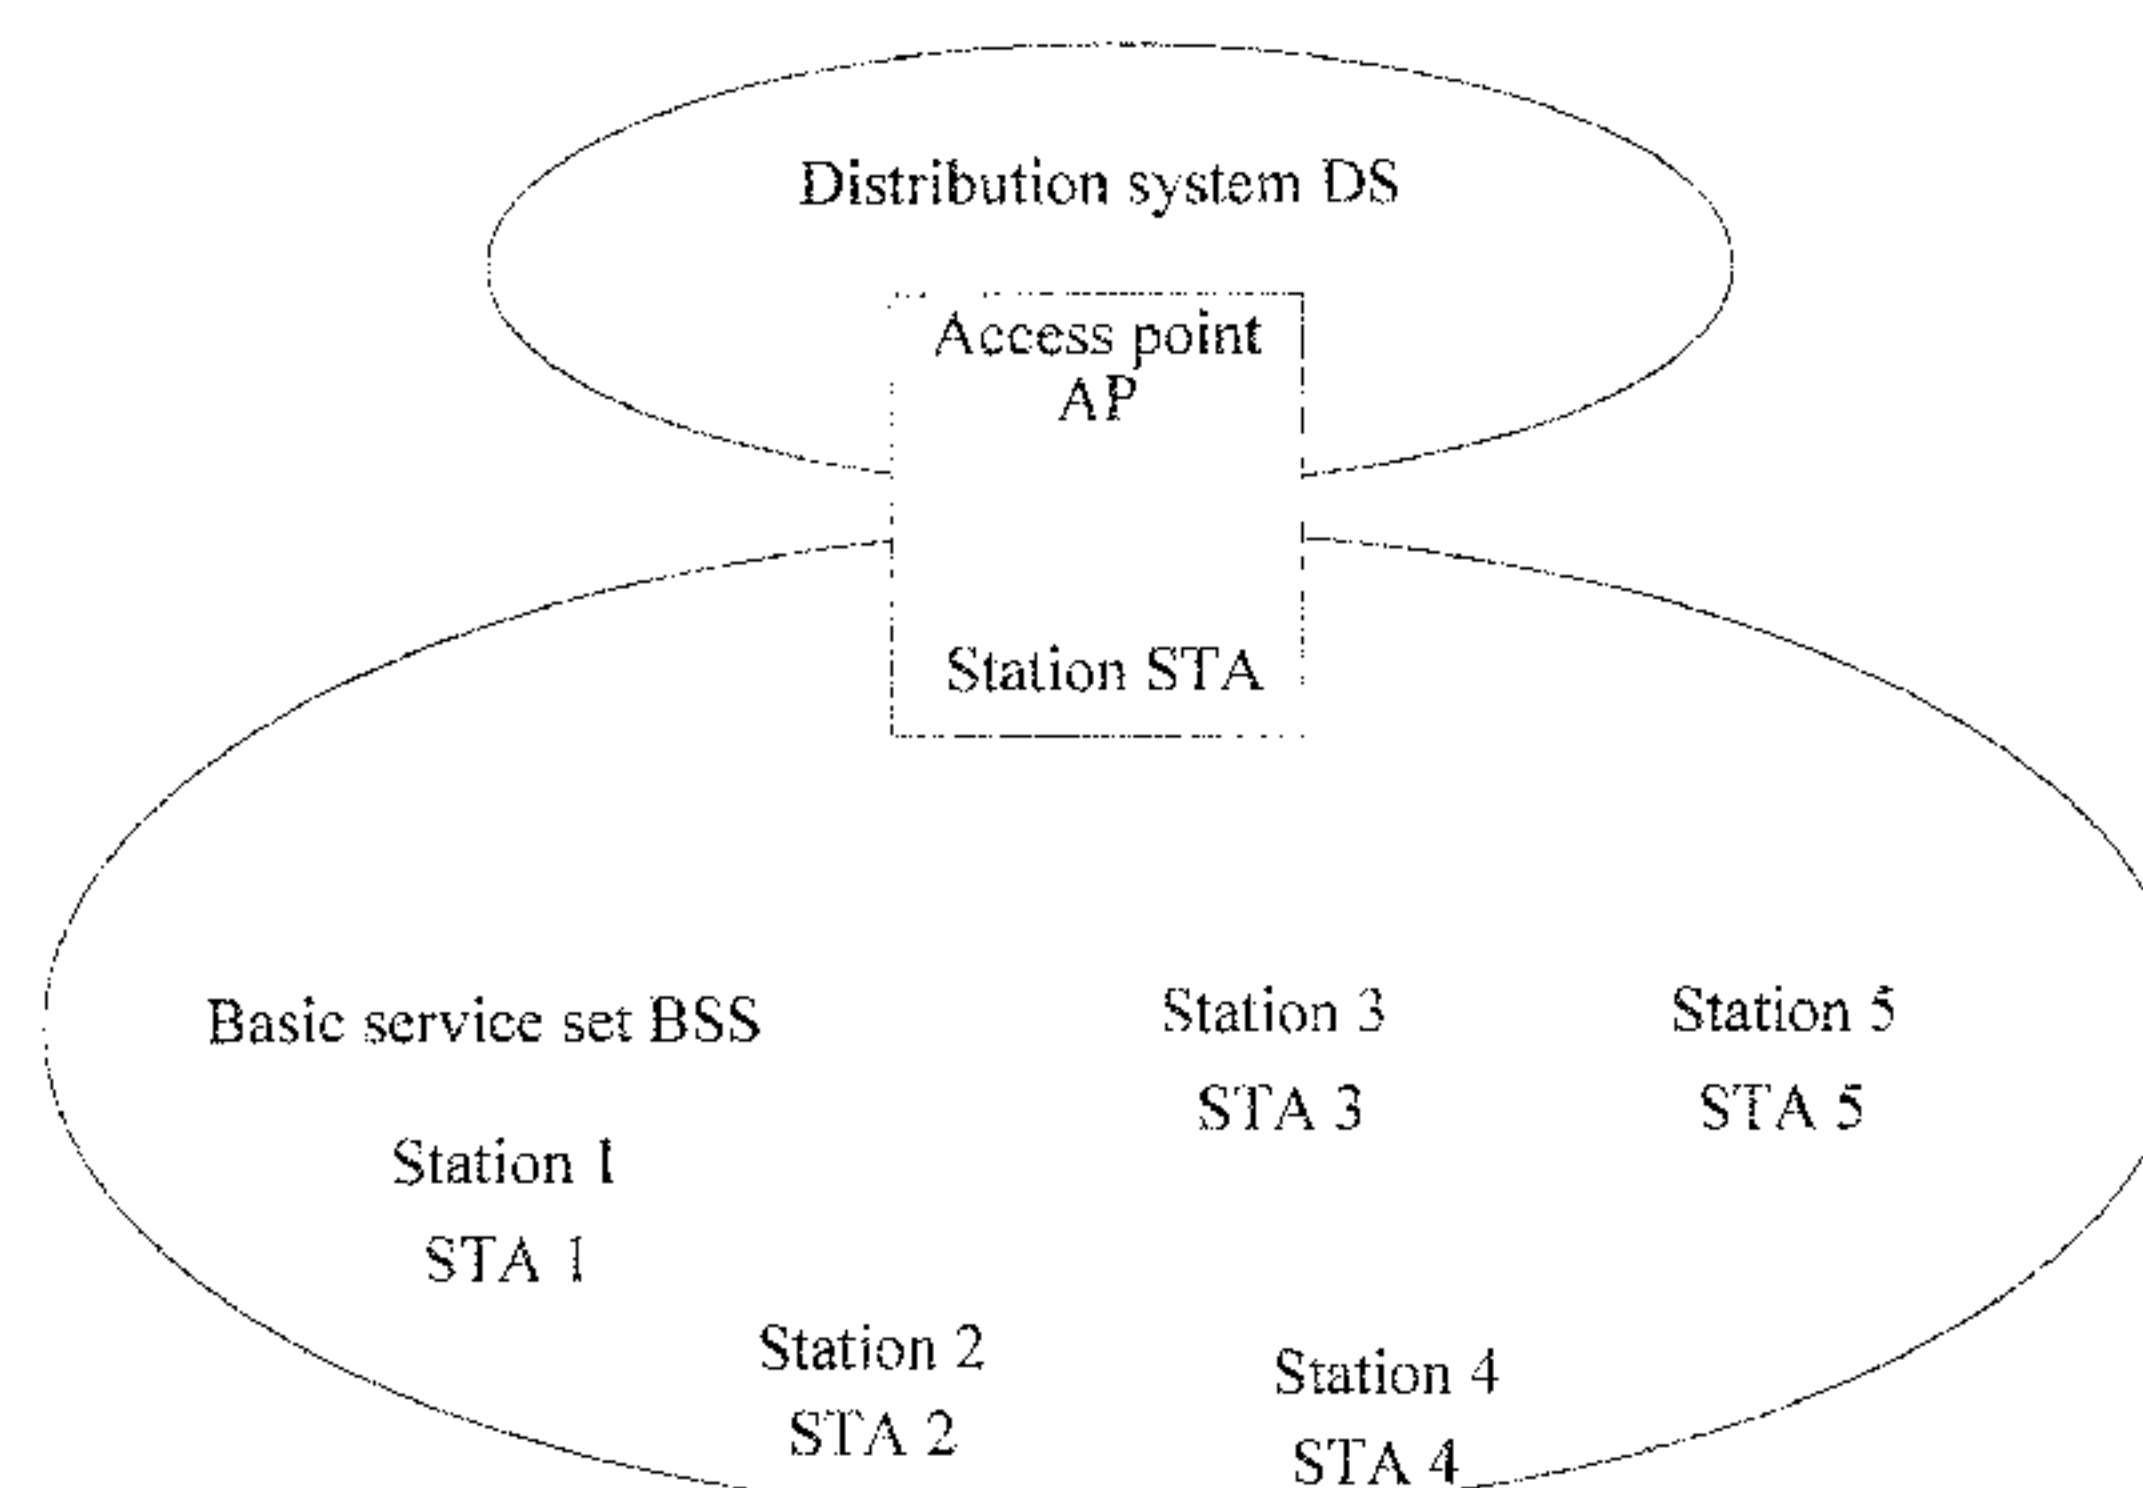 Distribution system DS
Access point
AP
Station STA
Basic service set BSS
Station 1
STA 1
Station 2
STA 2
Station 3
STA 3
Station 4
STA 4
Station 5
STA 5